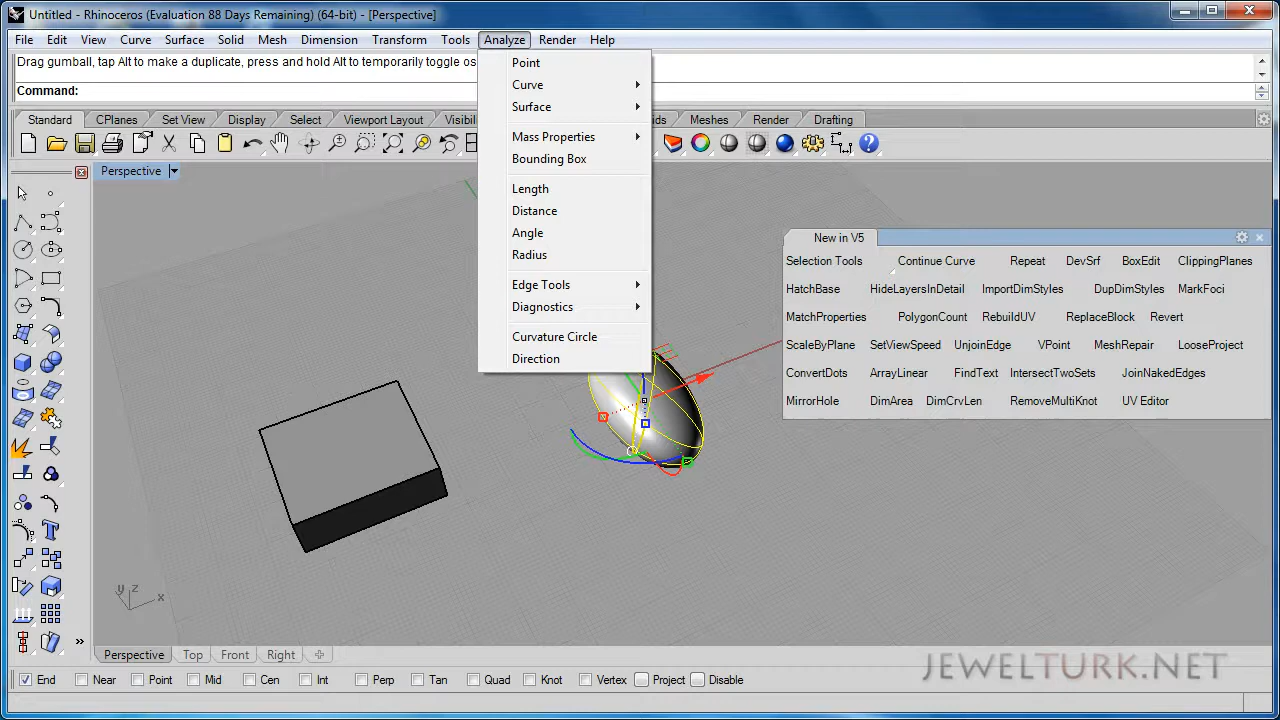 Untitled - Rhinoceros (Evaluation 88 Days Remaining) (64-bit) - [Perspective]
File Edit View Curve Surface Solid Mesh Dimension Transform Tools Analyze Render Help
Drag gumball, tap Alt to make a duplicate, press and hold Alt to temporarily toggle os
Command:
Standard CPlanes Set View Display Select Viewport Layout Meshes Render Drafting
Perspective
Point
Curve
Surface
Mass Properties
Bounding Box
Length
Distance
Angle
Radius
Edge Tools
Diagnostics
Curvature Circle
Direction
New in V5
Selection Tools Continue Curve Repeat DevSrf BoxEdit ClippingPlanes
HatchBase HideLayersInDetail ImportDimStyles DupDimStyles MarkFoci
MatchProperties PolygonCount RebuildUV ReplaceBlock Revert
ScaleByPlane SetViewSpeed UnjoinEdge VPoint MeshRepair LooseProject
ConvertDots ArrayLinear FindText IntersectTwoSets JoinNakedEdges
MirrorHole DimArea DimCrvLen RemoveMultiKnot UV Editor
y z x
Perspective Top Front Right
JEWELTURK.NET
End Near Point Mid Cen Int Perp Tan Quad Knot Vertex Project Disable